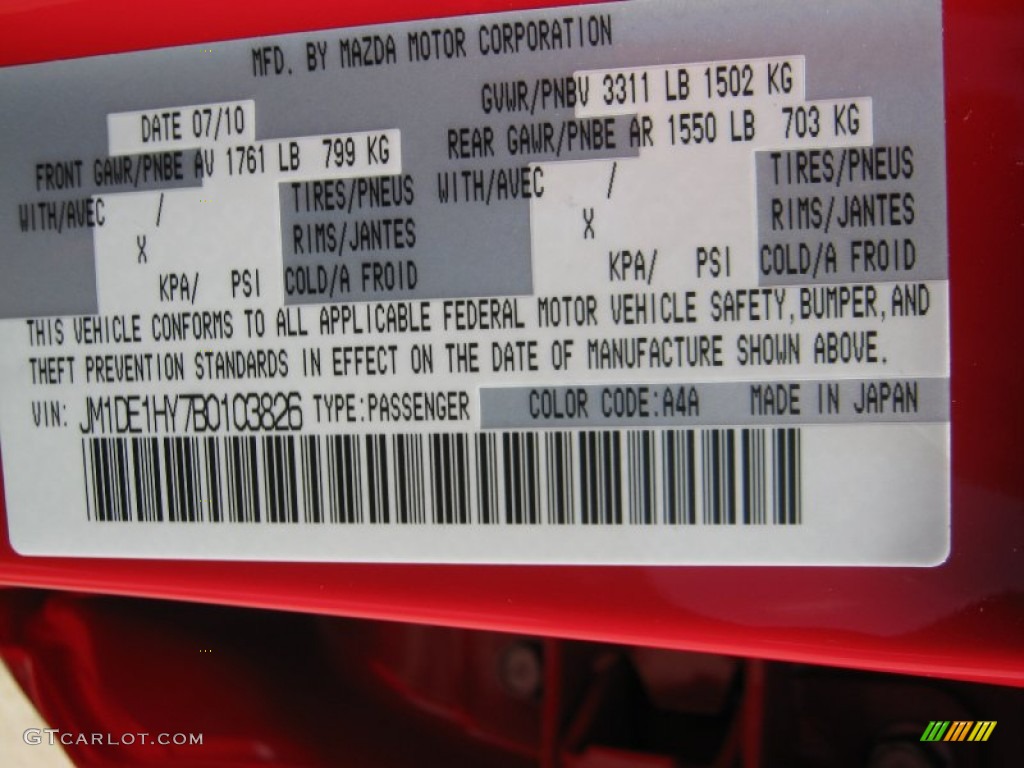 MFD. BY MAZDA MOTOR CORPORATION
DATE 07/10 GVWR/PNBV 3311 LB 1502 KG
FRONT GAWR/PNBE AV 1761 LB 799 KG REAR GAWR/PNBE AR 1550 LB 703 KG
WITH/AVEC / TIRES/PNEUS WITH/AVEC / TIRES/PNEUS
X RIMS/JANTES X RIMS/JANTES
KPA/ PSI COLD/A FROID KPA/ PSI COLD/A FROID
THIS VEHICLE CONFORMS TO ALL APPLICABLE FEDERAL MOTOR VEHICLE SAFETY, BUMPER, AND
THEFT PREVENTION STANDARDS IN EFFECT ON THE DATE OF MANUFACTURE SHOWN ABOVE.
VIN: JM1DE1HY7B0103826 TYPE:PASSENGER COLOR CODE:A4A MADE IN JAPAN
GTCARLOT.COM